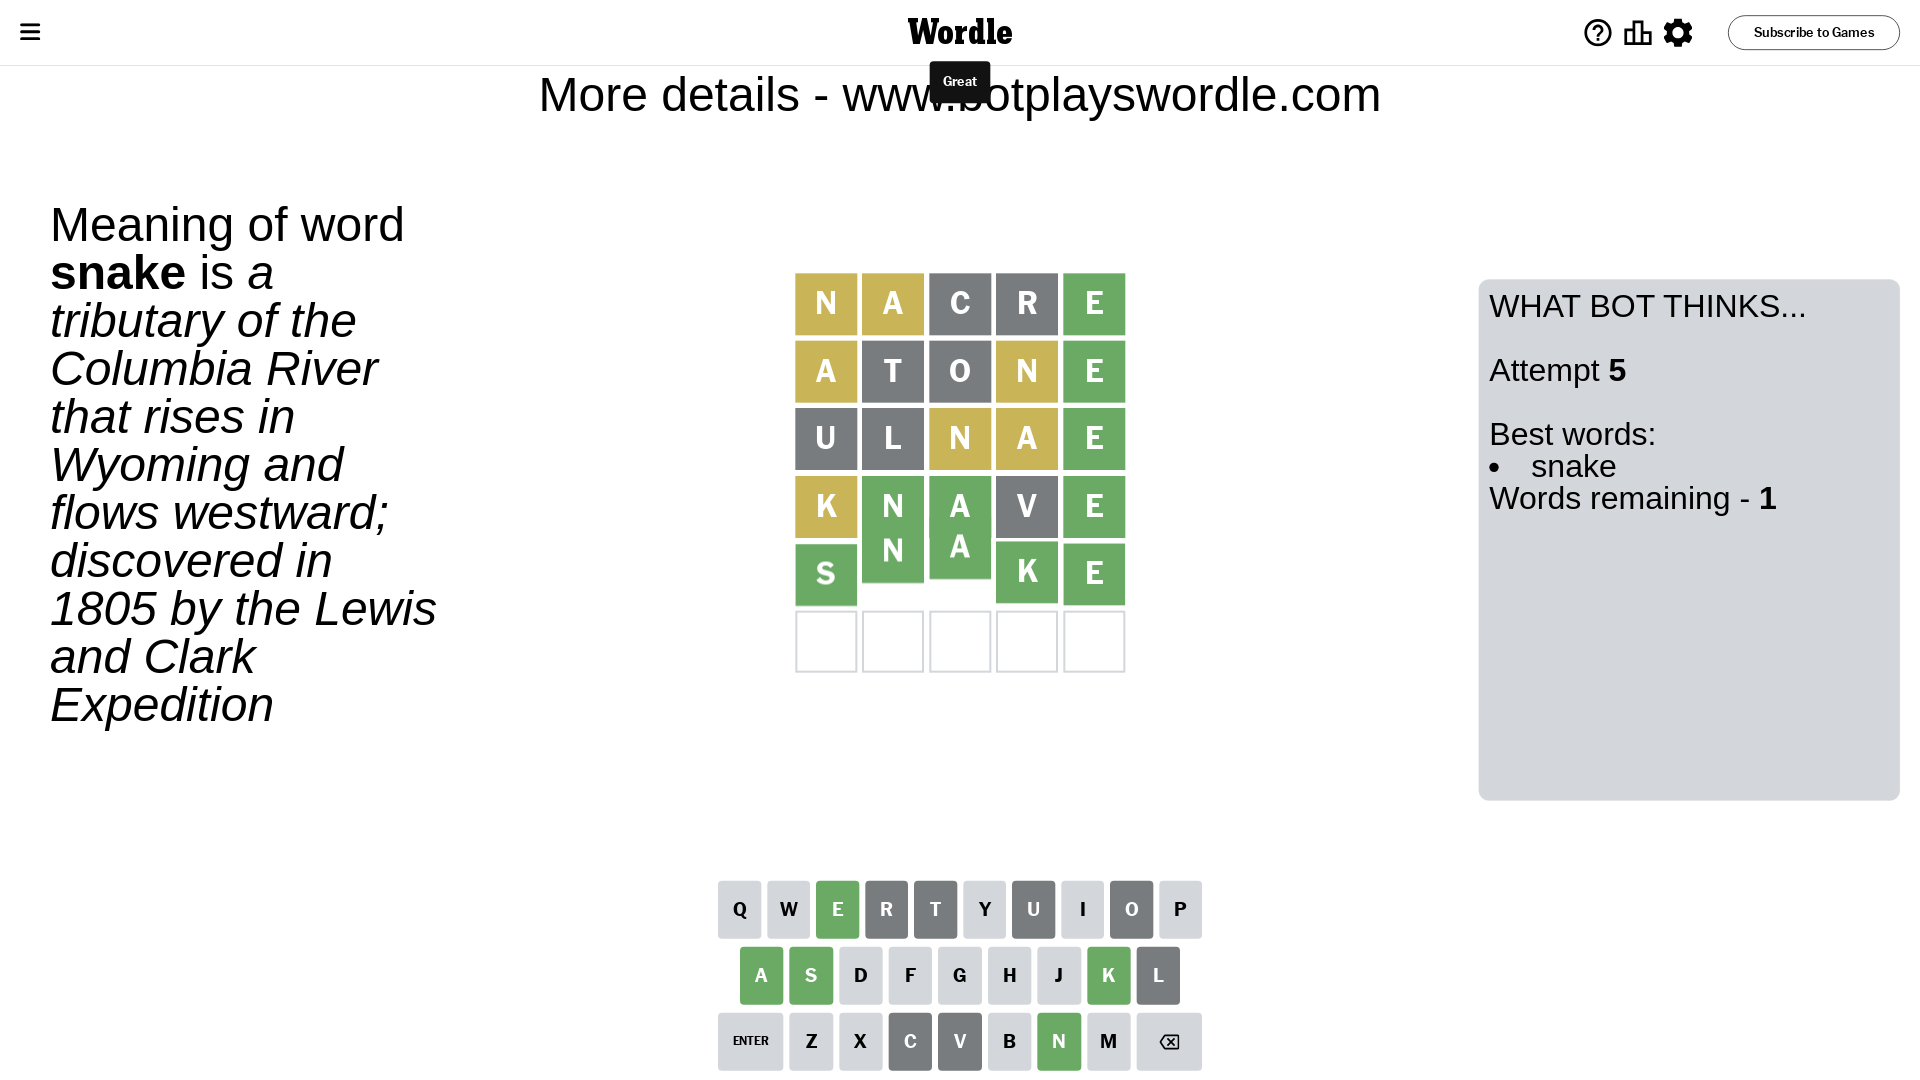 Wordle
Subscribe to Games
Great
More details - www.botplayswordle.com
Meaning of word
snake is a
tributary of the
Columbia River
that rises in
Wyoming and
flows westward;
discovered in
1805 by the Lewis
and Clark
Expedition
N A C R E
A T O N E
U L N A E
K N A V E
S N A K E
WHAT BOT THINKS...
Attempt 5
Best words:
• snake
Words remaining - 1
Q W E R T Y U I O P
A S D F G H J K L
ENTER Z X C V B N M